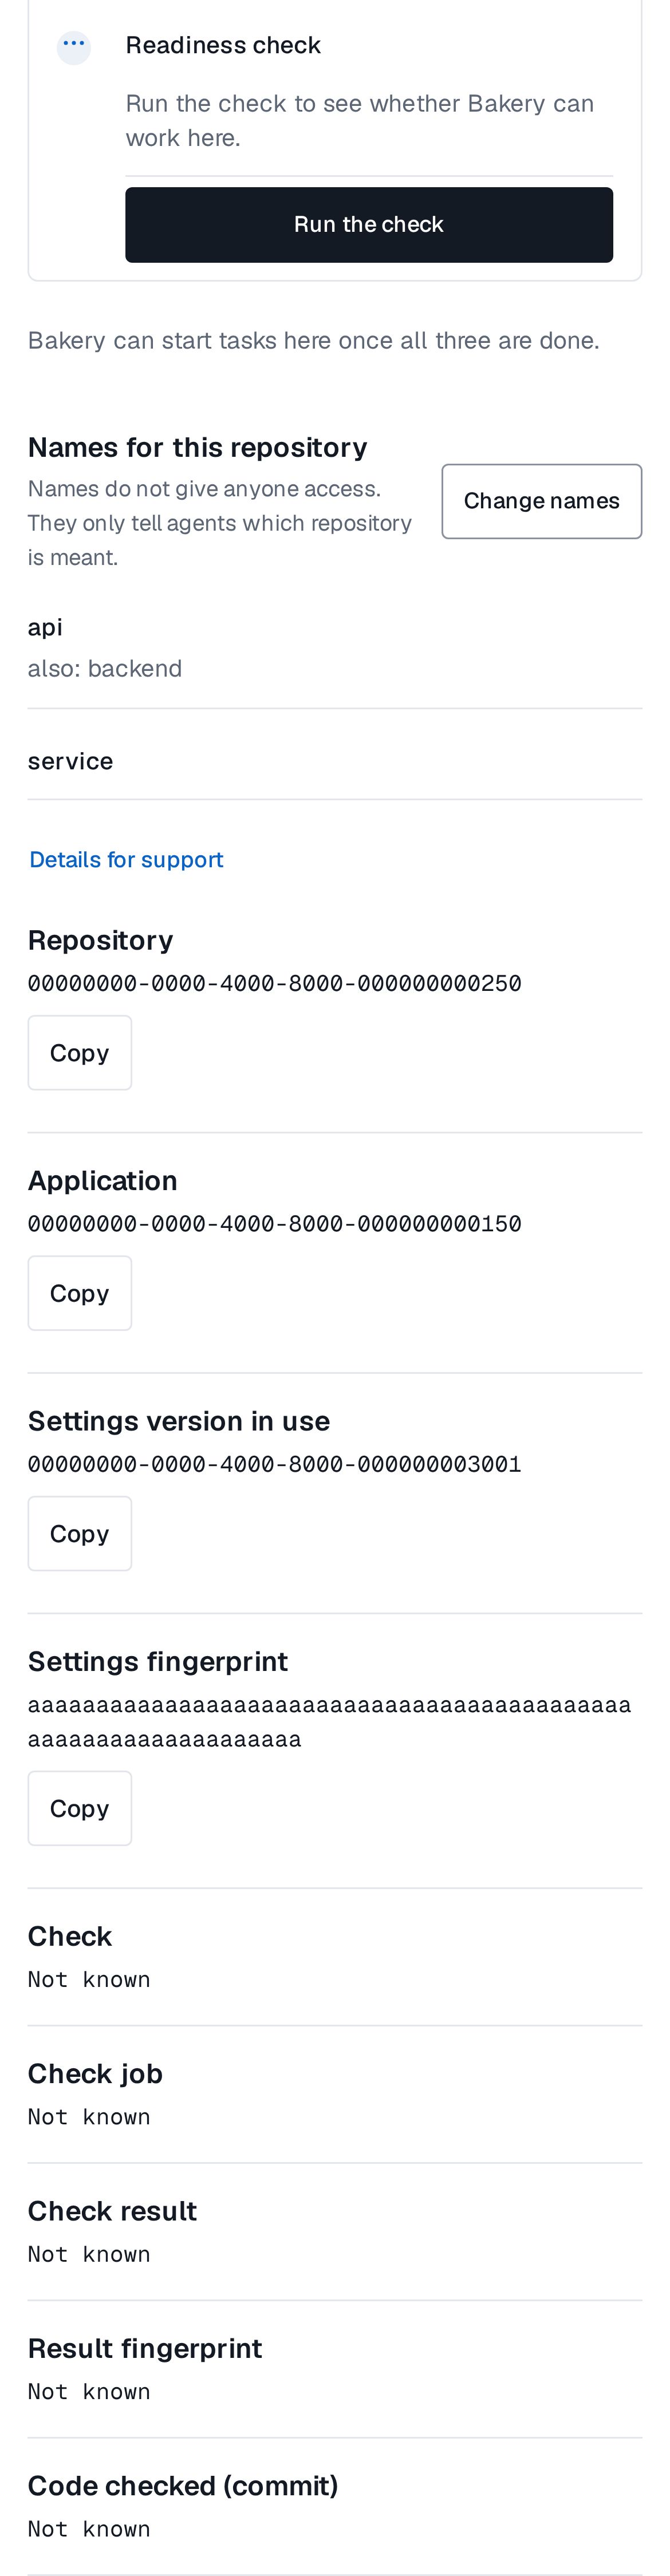 Readiness check
Run the check to see whether Bakery can
work here.
Run the check
Bakery can start tasks here once all three are done.
Names for this repository
Names do not give anyone access.
They only tell agents which repository
is meant.
Change names
api
also: backend
service
Details for support
Repository
00000000-0000-4000-8000-000000000250
Copy
Application
00000000-0000-4000-8000-000000000150
Copy
Settings version in use
00000000-0000-4000-8000-000000003001
Copy
Settings fingerprint
aaaaaaaaaaaaaaaaaaaaaaaaaaaaaaaaaaaaaaaaaaaa
aaaaaaaaaaaaaaaaaaaa
Copy
Check
Not known
Check job
Not known
Check result
Not known
Result fingerprint
Not known
Code checked (commit)
Not known